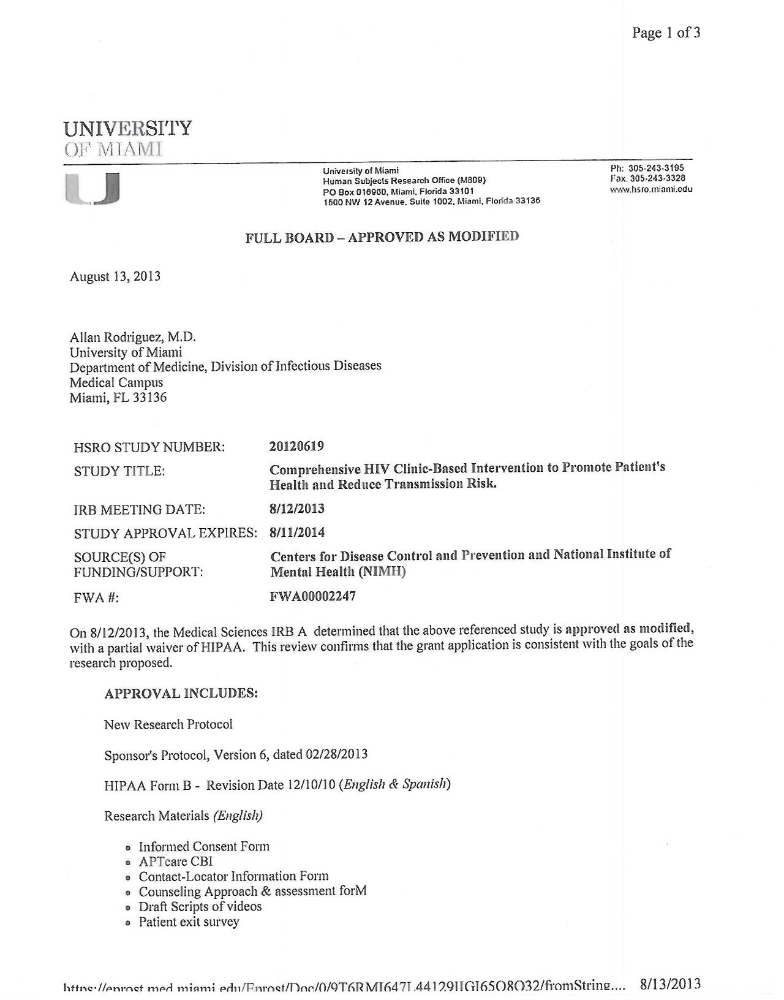 Page 1 of 3
UNIVERSITY
OF MIAMI
University of Miami
Human Subjects Research Office (M809)
PO Box 016960, Miami, Florida 33101
1500 NW 12 Avenue, Suite 1002, Miami, Florida 33136
Ph: 305-243-3195
Fax. 305-243-3328
www.hsro.miami.edu
FULL BOARD – APPROVED AS MODIFIED
August 13, 2013
Allan Rodriguez, M.D.
University of Miami
Department of Medicine, Division of Infectious Diseases
Medical Campus
Miami, FL 33136
HSRO STUDY NUMBER: 20120619
STUDY TITLE: Comprehensive HIV Clinic-Based Intervention to Promote Patient's
Health and Reduce Transmission Risk.
IRB MEETING DATE: 8/12/2013
STUDY APPROVAL EXPIRES: 8/11/2014
SOURCE(S) OF Centers for Disease Control and Prevention and National Institute of
FUNDING/SUPPORT: Mental Health (NIMH)
FWA #: FWA00002247
On 8/12/2013, the Medical Sciences IRB A determined that the above referenced study is approved as modified,
with a partial waiver of HIPAA. This review confirms that the grant application is consistent with the goals of the
research proposed.
APPROVAL INCLUDES:
New Research Protocol
Sponsor's Protocol, Version 6, dated 02/28/2013
HIPAA Form B - Revision Date 12/10/10 (English & Spanish)
Research Materials (English)
• Informed Consent Form
• APTcare CBI
• Contact-Locator Information Form
• Counseling Approach & assessment forM
• Draft Scripts of videos
• Patient exit survey
8/13/2013